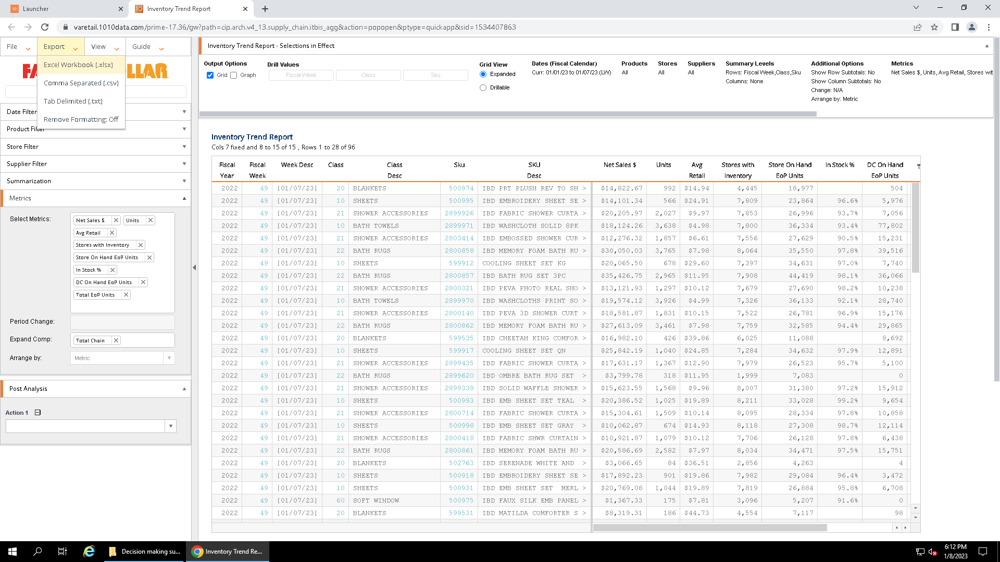 Launcher
Inventory Trend Report
varetail.1010data.com/prime-17.36/gw?path=cip.arch.v4_13.supply_chain.itbis_agg&action=popopen&ptype=quickapp&sid=1534407863
File Export View Guide
Excel Workbook (.xlsx)
Comma Separated (.csv)
Tab Delimited (.txt)
Remove Formatting: Off
Date Filter
Product Filter
Store Filter
Supplier Filter
Summarization
Metrics
Select Metrics:
Net Sales $ Units
Avg Retail
Stores with Inventory
Store On Hand EoP Units
In Stock %
DC On Hand EoP Units
Total EoP Units
Period Change:
Expand Comp: Total Chain
Arrange by: Metric
Post Analysis
Action 1
Inventory Trend Report - Selections in Effect
Output Options
Grid Graph
Drill Values
Fiscal Week Class Sku
Grid View
Expanded
Drillable
Dates (Fiscal Calendar)
Curr: 01/01/23 to 01/07/23 (LW)
Products
All
Stores
All
Suppliers
All
Summary Levels
Rows: Fiscal Week,Class,Sku
Columns: None
Additional Options
Show Row Subtotals: No
Show Column Subtotals: No
Change: N/A
Arrange by: Metric
Metrics
Net Sales $, Units, Avg Retail, Stores wit
Inventory Trend Report
Cols 7 fixed and 8 to 15 of 15 , Rows 1 to 28 of 96
Fiscal Year Fiscal Week Week Desc Class Class Desc Sku SKU Desc Net Sales $ Units Avg Retail Stores with Inventory Store On Hand EoP Units In Stock % DC On Hand EoP Units T
2022 49 [01/07/23] 20 BLANKETS 500974 IBD PRT PLUSH REV TO SH > $14,822.67 992 $14.94 4,445 18,977 504
2022 49 [01/07/23] 10 SHEETS 500995 IBD EMBROIDERY SHEET SE > $14,101.34 566 $24.91 7,809 23,864 96.6% 5,976
2022 49 [01/07/23] 21 SHOWER ACCESSORIES 2899926 IBD FABRIC SHOWER CURTA > $20,205.97 2,027 $9.97 7,853 26,996 93.7% 7,056
2022 49 [01/07/23] 10 BATH TOWELS 2899971 IBD WASHCLOTH SOLID 8PK $18,124.26 3,638 $4.98 7,800 36,334 93.4% 77,802
2022 49 [01/07/23] 21 SHOWER ACCESSORIES 2803414 IBD EMBOSSED SHOWER CUR > $12,276.32 1,857 $6.61 7,556 27,629 90.5% 15,231
2022 49 [01/07/23] 22 BATH RUGS 2800858 IBD MEMORY FOAM BATH RU > $30,050.03 3,765 $7.98 8,064 35,550 97.8% 39,516
2022 49 [01/07/23] 10 SHEETS 599912 COOLING SHEET SET KG $20,065.50 678 $29.60 7,397 34,631 97.0% 7,740
2022 49 [01/07/23] 22 BATH RUGS 2800857 IBD BATH RUG SET 3PC $35,426.75 2,965 $11.95 7,908 44,419 98.1% 36,066
2022 49 [01/07/23] 21 SHOWER ACCESSORIES 2800321 IBD PEVA PHOTO REAL SHO > $13,121.93 1,297 $10.12 7,679 27,690 98.2% 10,238
2022 49 [01/07/23] 10 BATH TOWELS 2899970 IBD WASHCLOTHS PRINT SO > $19,574.12 3,926 $4.99 7,326 36,133 92.1% 28,740
2022 49 [01/07/23] 21 SHOWER ACCESSORIES 2800140 IBD PEVA 3D SHOWER CURT > $18,581.87 1,831 $10.15 7,522 26,781 96.9% 15,176
2022 49 [01/07/23] 22 BATH RUGS 2800862 IBD MEMORY FOAM BATH RU > $27,613.09 3,461 $7.98 7,759 32,585 94.4% 29,865
2022 49 [01/07/23] 20 BLANKETS 599535 IBD CHEETAH KING COMFOR > $16,982.10 426 $39.86 6,025 11,088 8,692
2022 49 [01/07/23] 10 SHEETS 599917 COOLING SHEET SET QN $25,842.19 1,040 $24.85 7,284 34,632 97.9% 12,891
2022 49 [01/07/23] 21 SHOWER ACCESSORIES 2899435 IBD FABRIC SHOWER CURTA > $17,631.17 1,367 $12.90 7,979 26,523 95.7% 5,100
2022 49 [01/07/23] 22 BATH RUGS 2899620 IBD OMBRE BATH RUG SET > $3,799.78 318 $11.95 1,999 7,083 0
2022 49 [01/07/23] 21 SHOWER ACCESSORIES 2899339 IBD SOLID WAFFLE SHOWER > $15,623.55 1,568 $9.96 8,007 31,380 97.2% 15,912
2022 49 [01/07/23] 10 SHEETS 500993 IBD EMB SHEET SET TEAL > $20,386.52 1,025 $19.89 8,211 33,028 99.2% 9,654
2022 49 [01/07/23] 21 SHOWER ACCESSORIES 2800714 IBD FABRIC SHOWER CURTA > $15,304.61 1,509 $10.14 8,095 28,334 97.8% 10,858
2022 49 [01/07/23] 10 SHEETS 500998 IBD EMB SHEET SET GRAY > $10,062.87 674 $14.93 8,118 27,308 98.7% 12,114
2022 49 [01/07/23] 21 SHOWER ACCESSORIES 2800418 IBD FABRIC SHWR CURTAIN > $10,921.87 1,079 $10.12 7,706 26,128 97.8% 6,438
2022 49 [01/07/23] 22 BATH RUGS 2800861 IBD MEMORY FOAM BATH RU > $20,586.69 2,582 $7.97 8,034 34,471 97.5% 15,751
2022 49 [01/07/23] 20 BLANKETS 502763 IBD SERENADE WHITE AND > $3,066.65 84 $36.51 2,856 4,263 4
2022 49 [01/07/23] 10 SHEETS 500918 IBD EMBROIDERY SHEET SE > $17,892.23 901 $19.86 7,982 29,084 96.4% 3,472
2022 49 [01/07/23] 10 SHEETS 500931 IBD EMB SHEET SET MERL > $20,769.08 1,044 $19.89 7,819 26,884 95.8% 6,708
2022 49 [01/07/23] 60 SOFT WINDOW 500975 IBD FAUX SILK EMB PANEL > $1,367.33 175 $7.81 3,096 5,207 91.6% 0
2022 49 [01/07/23] 20 BLANKETS 599531 IBD MATILDA COMFORTER S > $8,319.31 186 $44.73 4,554 7,117 98
Decision making su...
Inventory Trend Re...
6:12 PM
1/8/2023